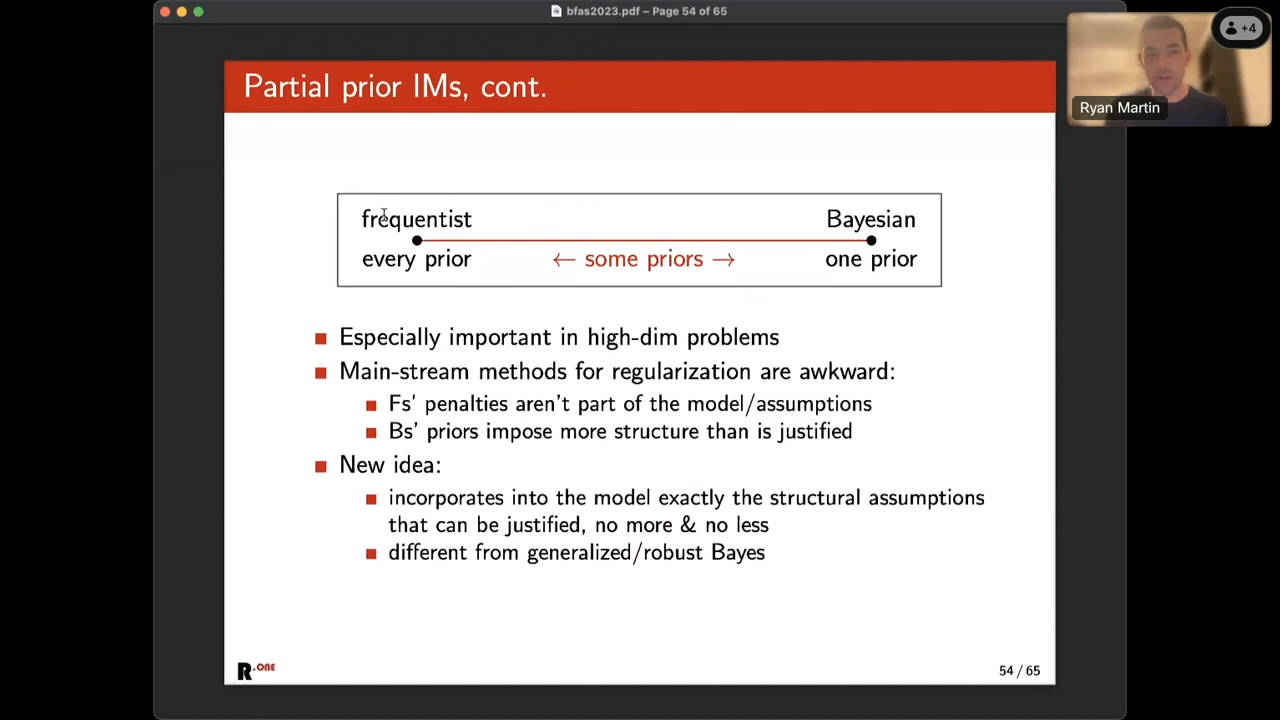 bfas2023.pdf – Page 54 of 65
+4
Ryan Martin
Partial prior IMs, cont.
frequentist Bayesian
every prior ← some priors → one prior
Especially important in high-dim problems
Main-stream methods for regularization are awkward:
Fs' penalties aren't part of the model/assumptions
Bs' priors impose more structure than is justified
New idea:
incorporates into the model exactly the structural assumptions
that can be justified, no more & no less
different from generalized/robust Bayes
R.ONE
54 / 65